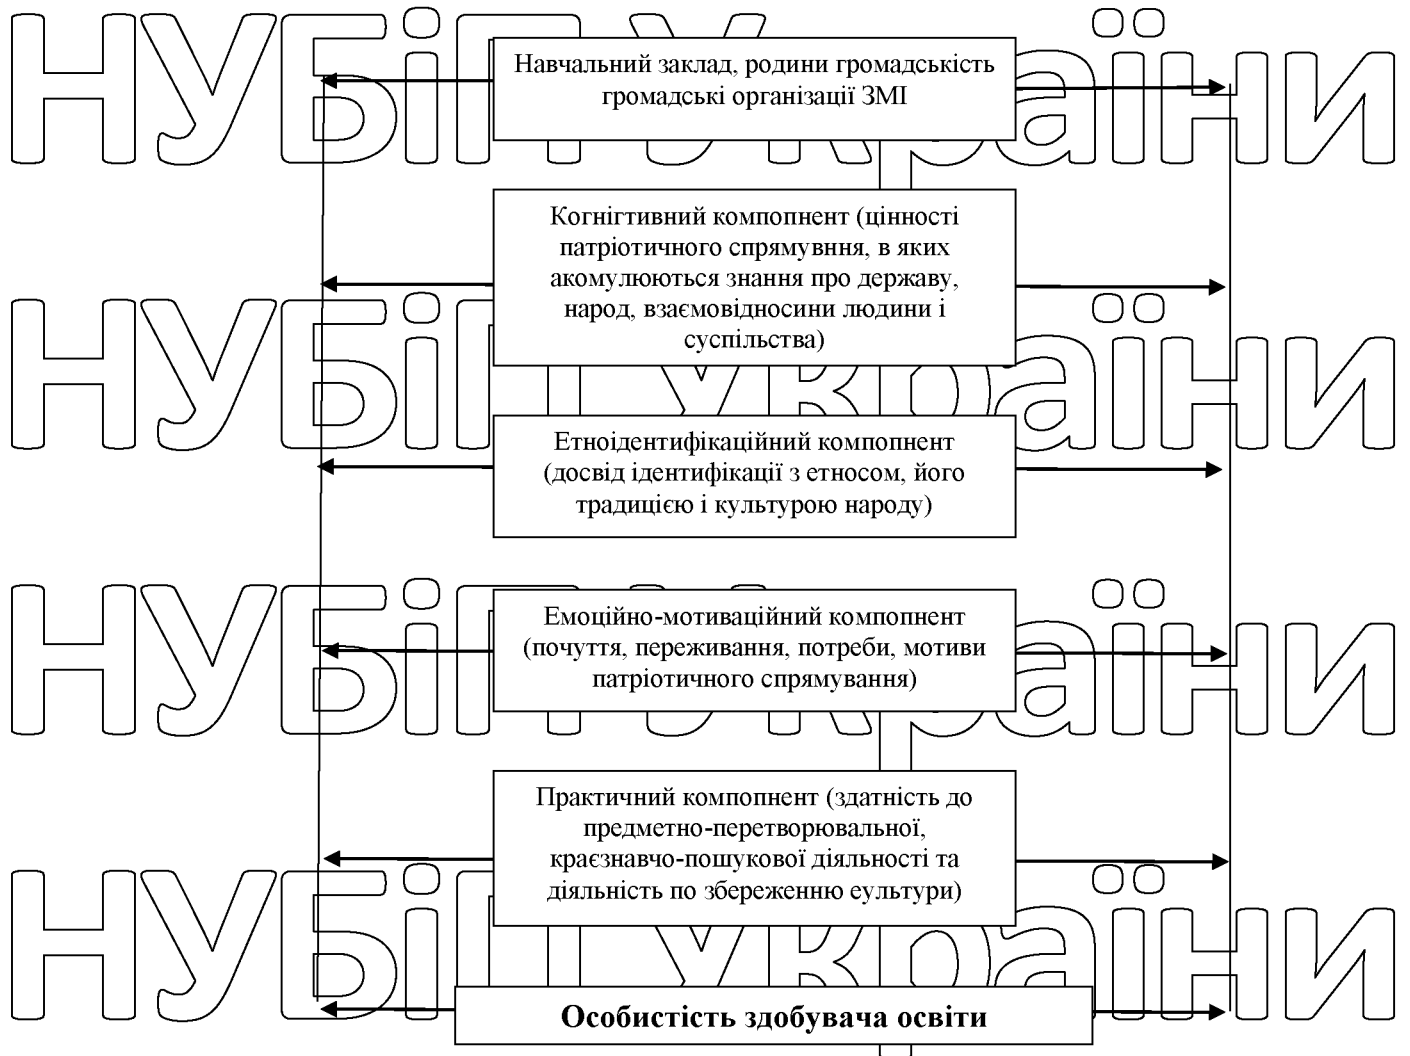 НУБіП України
Навчальний заклад, родини громадськість
громадські організації ЗМІ
Когнігтивний компопнент (цінності
патріотичного спрямувння, в яких
акомулюються знання про державу,
народ, взаємовідносини людини і
суспільства)
НУБіП України
Етноідентифікаційний компопнент
(досвід ідентифікації з етносом, його
традицією і культурою народу)
НУБіП України
Емоційно-мотиваційний компопнент
(почуття, переживання, потреби, мотиви
патріотичного спрямування)
Практичний компопнент (здатність до
предметно-перетворювальної,
краєзнавчо-пошукової діяльності та
діяльність по збереженню еультури)
НУБіП України
Особистість здобувача освіти